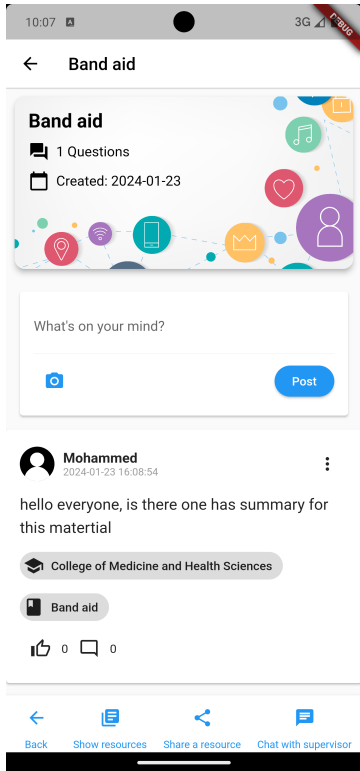 10:07
A
3G
DEBUG
Band aid
Band aid
1 Questions
Created: 2024-01-23
What's on your mind?
Post
Mohammed
2024-01-23 16:08:54
hello everyone, is there one has summary for
this matertial
College of Medicine and Health Sciences
Band aid
0
0
Back
Show resources
Share a resource
Chat with supervisor